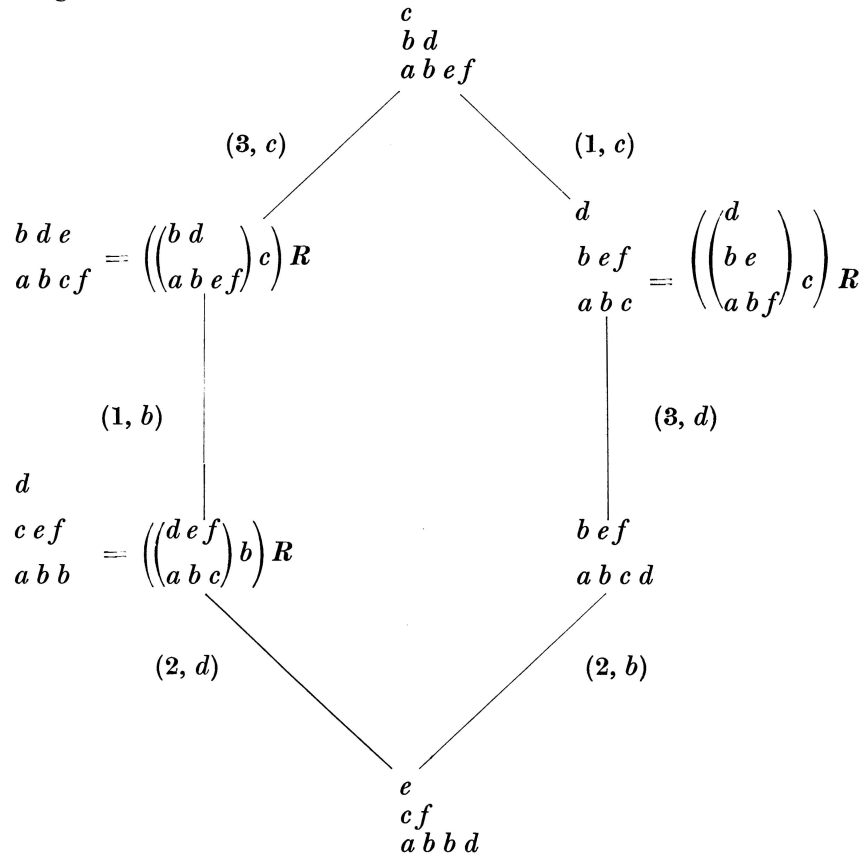 c
b d
a b e f
(3, c)
(1, c)
b d e
a b c f
= ((b d
a b e f) c) R
d
b e f
a b c
= ((d
b e
a b f) c) R
(1, b)
(3, d)
d
c e f
a b b
= ((d e f
a b c) b) R
b e f
a b c d
(2, d)
(2, b)
e
c f
a b b d